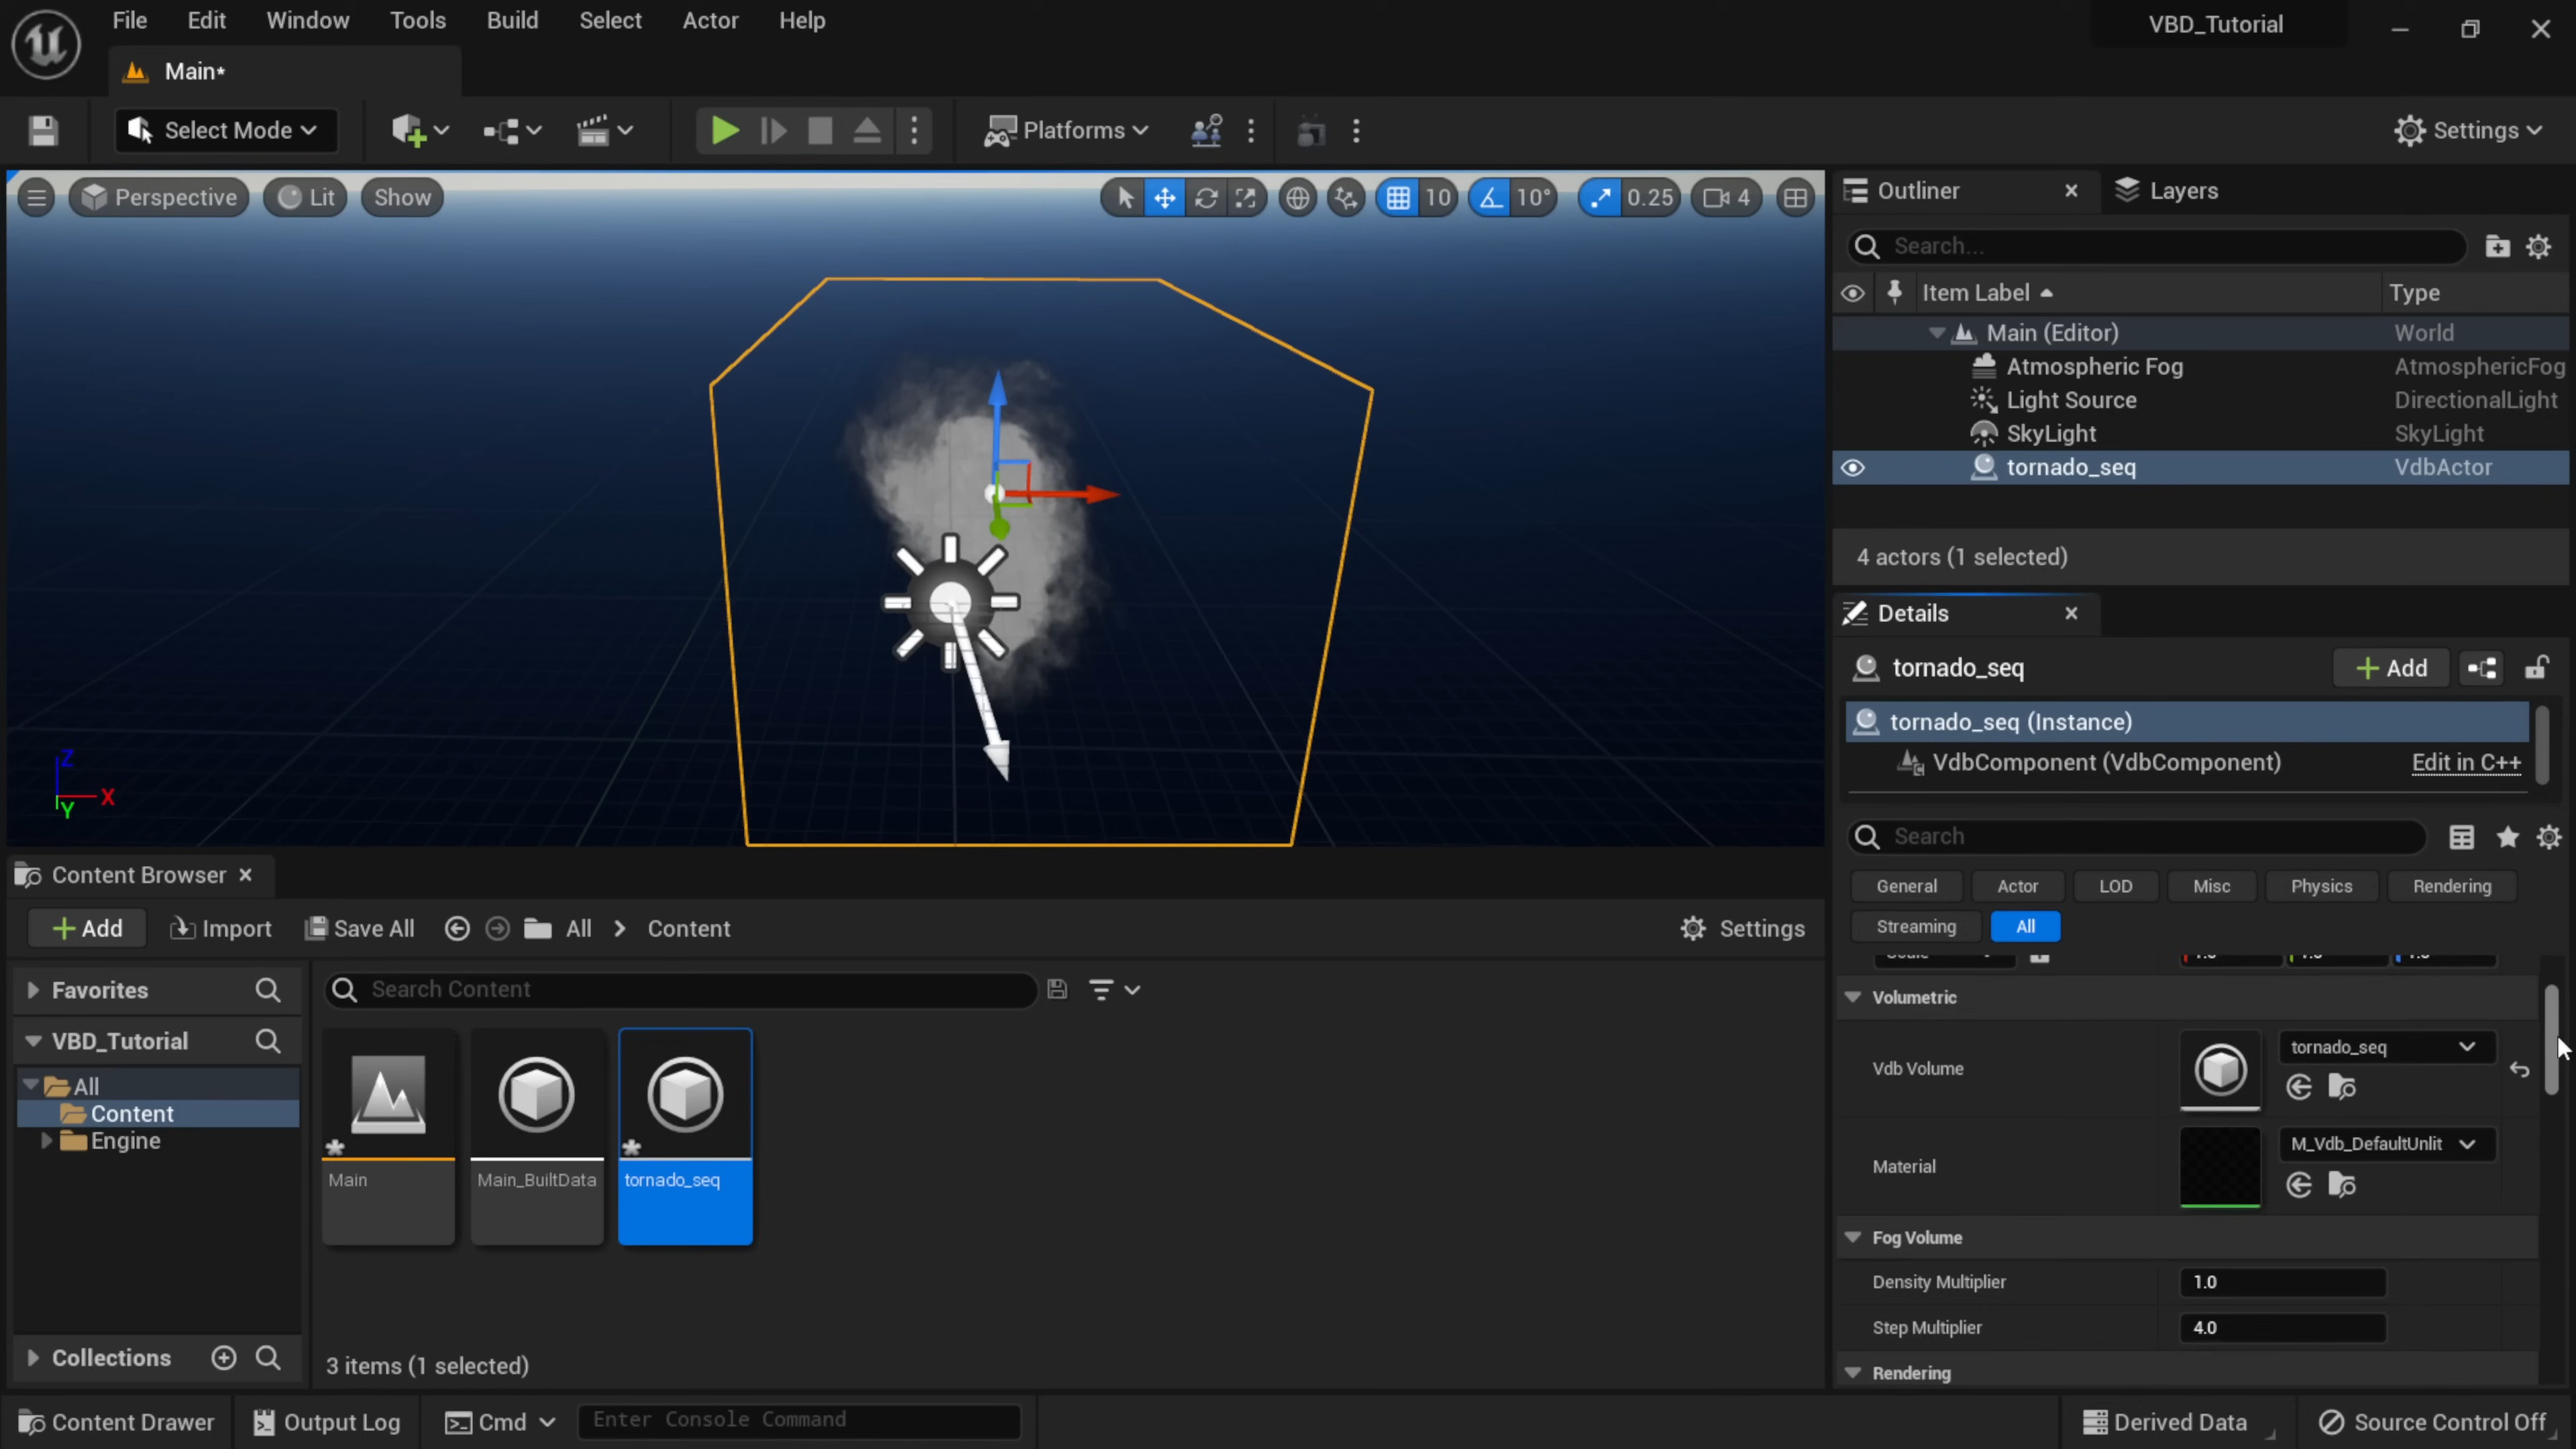 File Edit Window Tools Build Select Actor Help
VBD_Tutorial
Main*
Select Mode
Platforms
Settings
Perspective Lit Show
10 10° 0.25 4
Z
X
Y
Outliner Layers
Search...
Item Label Type
Main (Editor) World
Atmospheric Fog AtmosphericFog
Light Source DirectionalLight
SkyLight SkyLight
tornado_seq VdbActor
4 actors (1 selected)
Details
tornado_seq Add
tornado_seq (Instance)
VdbComponent (VdbComponent) Edit in C++
Search
General Actor LOD Misc Physics Rendering
Streaming All
Volumetric
Vdb Volume tornado_seq
Material M_Vdb_DefaultUnlit
Fog Volume
Density Multiplier 1.0
Step Multiplier 4.0
Rendering
Content Browser
Add Import Save All All Content Settings
Favorites
VBD_Tutorial
All
Content
Engine
Collections
Search Content
Main Main_BuiltData tornado_seq
3 items (1 selected)
Content Drawer Output Log Cmd Enter Console Command Derived Data Source Control Off